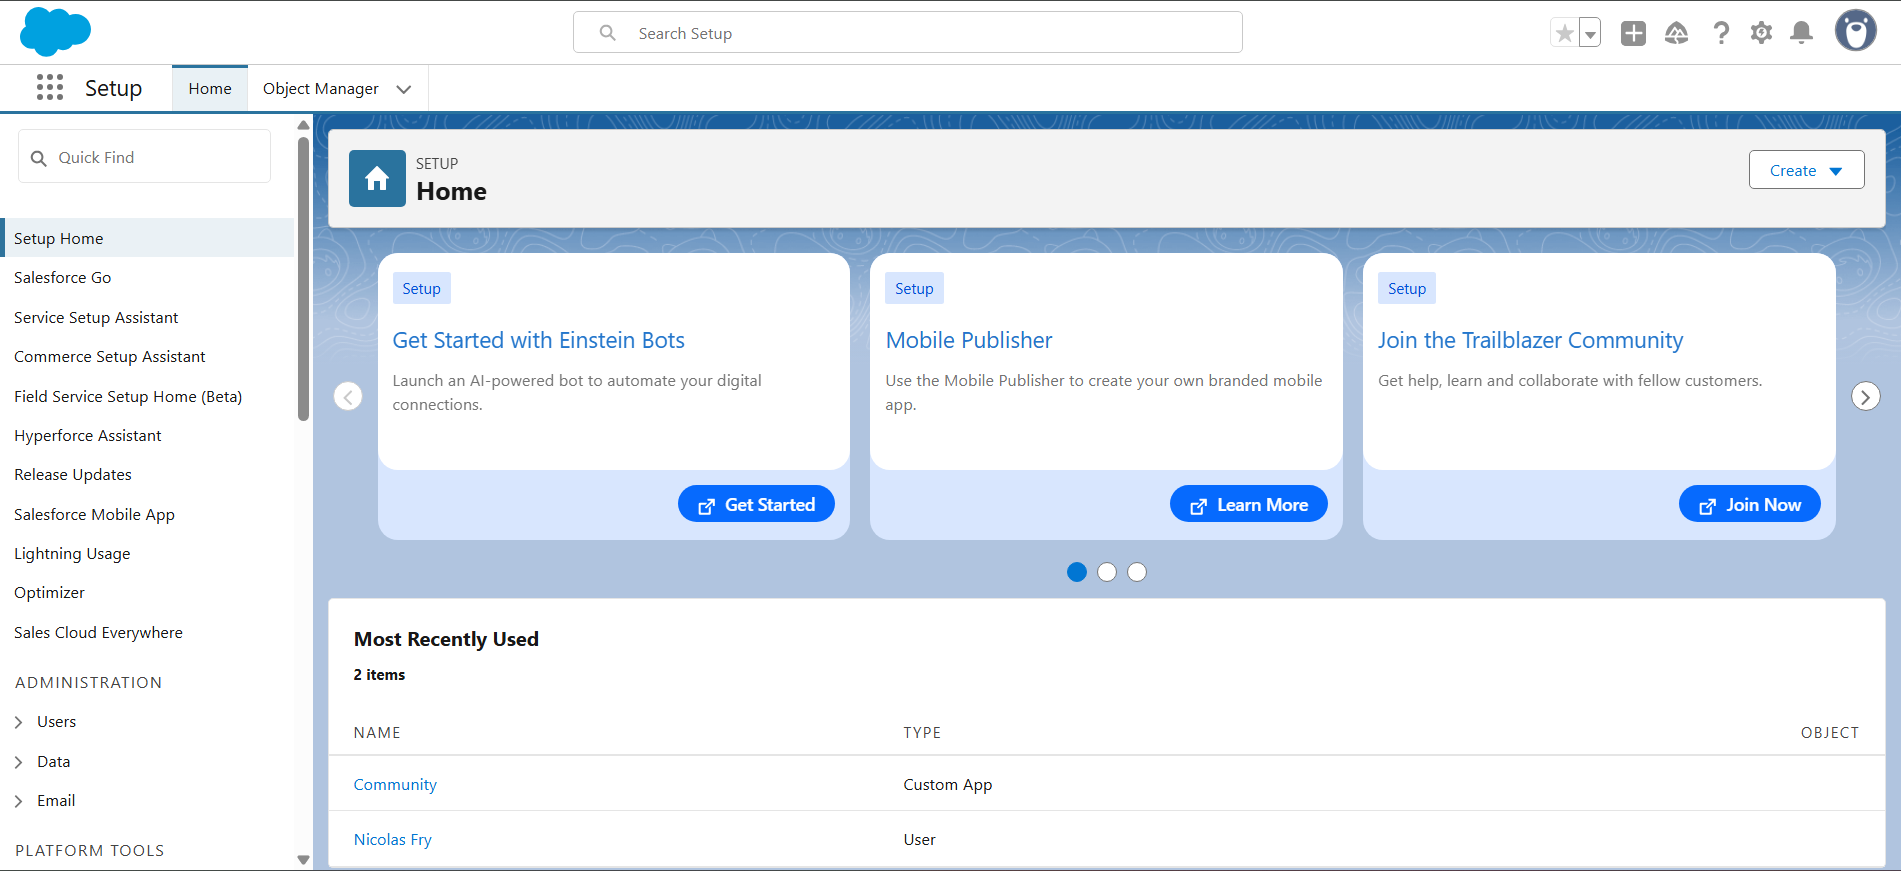 Search Setup
Setup
Home
Object Manager
Quick Find
Setup Home
Salesforce Go
Service Setup Assistant
Commerce Setup Assistant
Field Service Setup Home (Beta)
Hyperforce Assistant
Release Updates
Salesforce Mobile App
Lightning Usage
Optimizer
Sales Cloud Everywhere
ADMINISTRATION
Users
Data
Email
PLATFORM TOOLS
SETUP
Home
Create
Setup
Get Started with Einstein Bots
Launch an AI-powered bot to automate your digital
connections.
Get Started
Setup
Mobile Publisher
Use the Mobile Publisher to create your own branded mobile
app.
Learn More
Setup
Join the Trailblazer Community
Get help, learn and collaborate with fellow customers.
Join Now
Most Recently Used
2 items
NAME TYPE OBJECT
Community Custom App
Nicolas Fry User